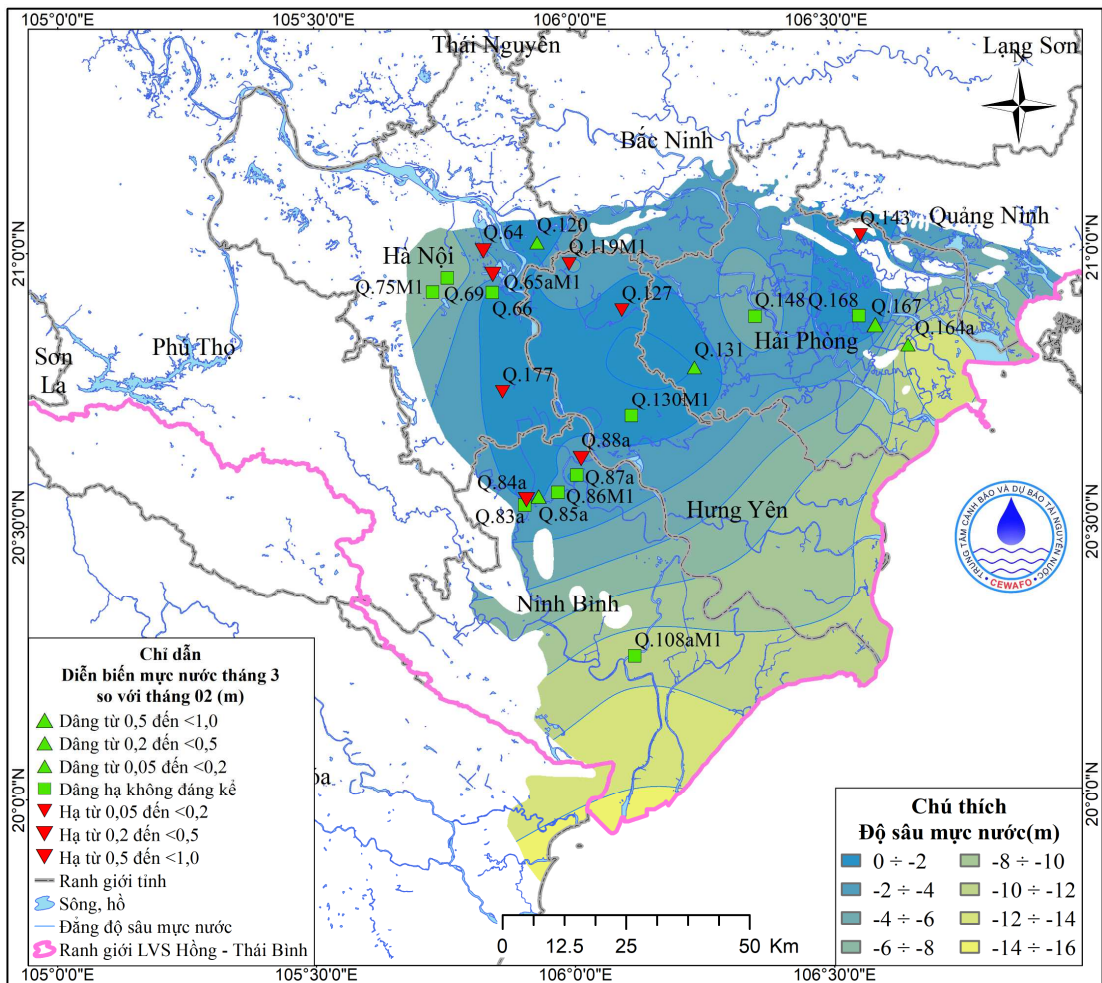 105°0'0"E
105°30'0"E
106°0'0"E
106°30'0"E
Thái Nguyên
Lạng Sơn
N
Bắc Ninh
Quảng Ninh
Hà Nội
Phú Thọ
Sơn
La
Hải Phòng
Hưng Yên
Ninh Bình
óa
21°0'0"N
21°0'0"N
20°30'0"N
20°30'0"N
20°0'0"N
20°0'0"N
Q.143
Q.64
Q.120
Q.119M1
Q.75M1
Q.69
Q.65aM1
Q.66
Q.127
Q.148
Q.168
Q.167
Q.164a
Q.131
Q.177
Q.130M1
Q.88a
Q.87a
Q.84a
Q.86M1
Q.83a
Q.85a
Q.108aM1
TRUNG TÂM CẢNH BÁO VÀ DỰ BÁO TÀI NGUYÊN NƯỚC
CEWAFO
Chỉ dẫn
Diễn biến mực nước tháng 3
so với tháng 02 (m)
Dâng từ 0,5 đến <1,0
Dâng từ 0,2 đến <0,5
Dâng từ 0,05 đến <0,2
Dâng hạ không đáng kể
Hạ từ 0,05 đến <0,2
Hạ từ 0,2 đến <0,5
Hạ từ 0,5 đến <1,0
Ranh giới tỉnh
Sông, hồ
Đẳng độ sâu mực nước
Ranh giới LVS Hồng - Thái Bình
0 12.5 25 50 Km
Chú thích
Độ sâu mực nước(m)
0 ÷ -2
-2 ÷ -4
-4 ÷ -6
-6 ÷ -8
-8 ÷ -10
-10 ÷ -12
-12 ÷ -14
-14 ÷ -16
105°0'0"E
105°30'0"E
106°0'0"E
106°30'0"E